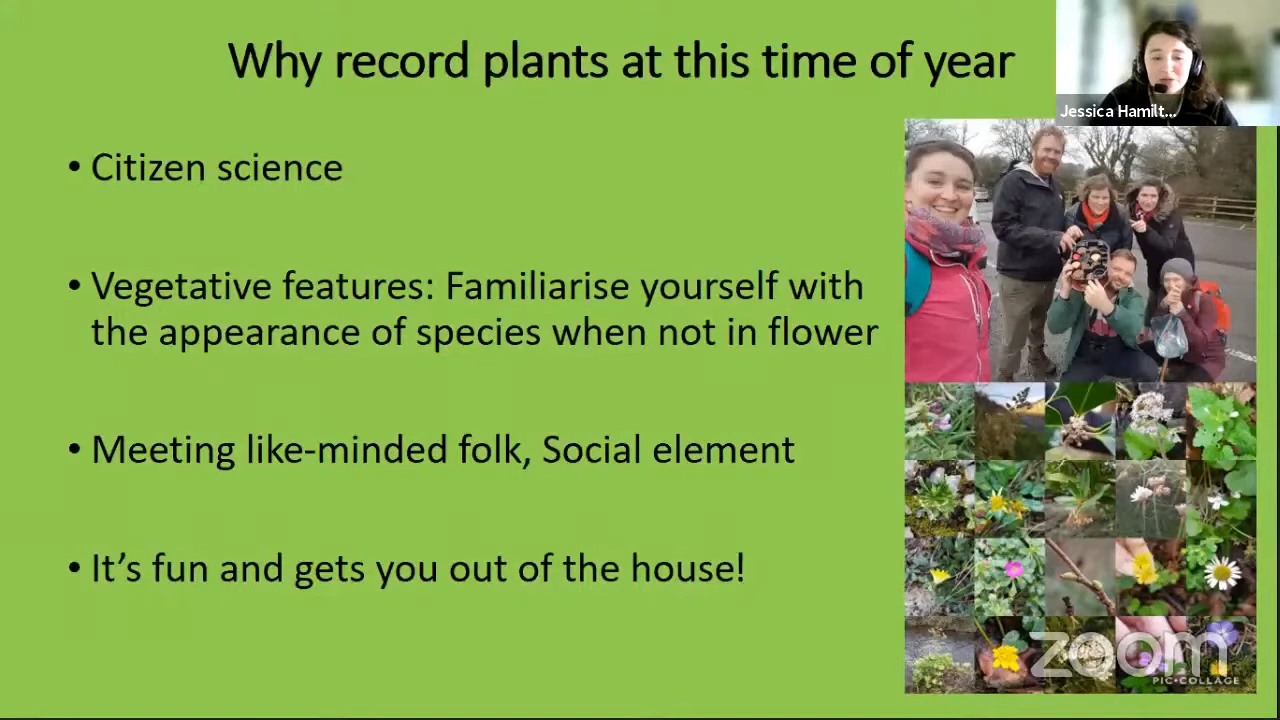 Why record plants at this time of year
Jessica Hamilt...
• Citizen science
• Vegetative features: Familiarise yourself with
the appearance of species when not in flower
• Meeting like-minded folk, Social element
• It’s fun and gets you out of the house!
zoom
PIC•COLLAGE